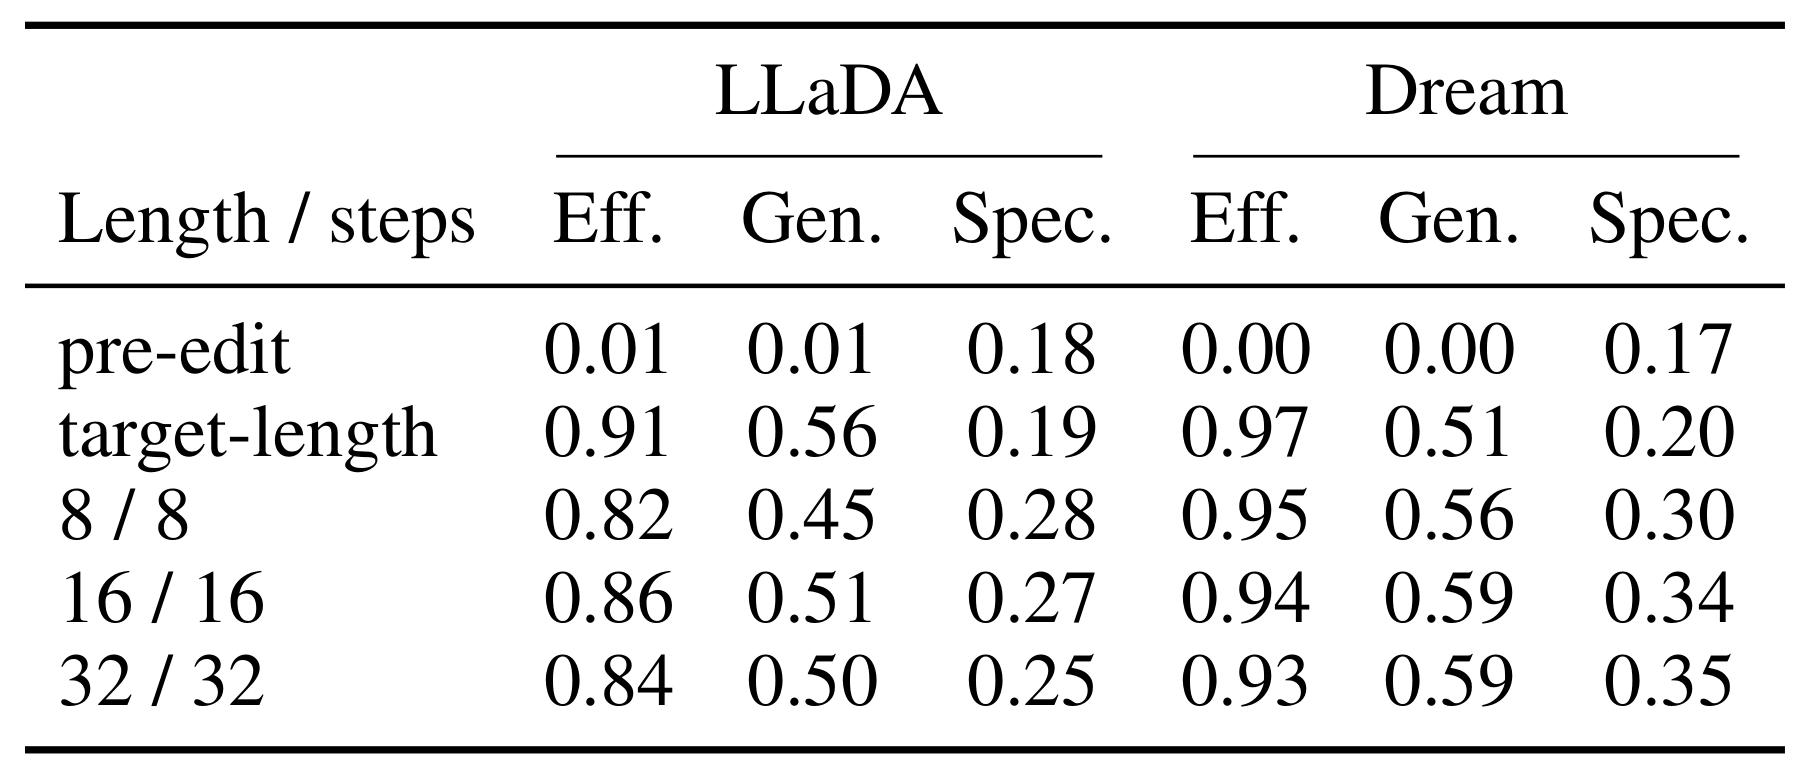 LLaDA Dream
Length / steps Eff. Gen. Spec. Eff. Gen. Spec.
pre-edit 0.01 0.01 0.18 0.00 0.00 0.17
target-length 0.91 0.56 0.19 0.97 0.51 0.20
8 / 8 0.82 0.45 0.28 0.95 0.56 0.30
16 / 16 0.86 0.51 0.27 0.94 0.59 0.34
32 / 32 0.84 0.50 0.25 0.93 0.59 0.35